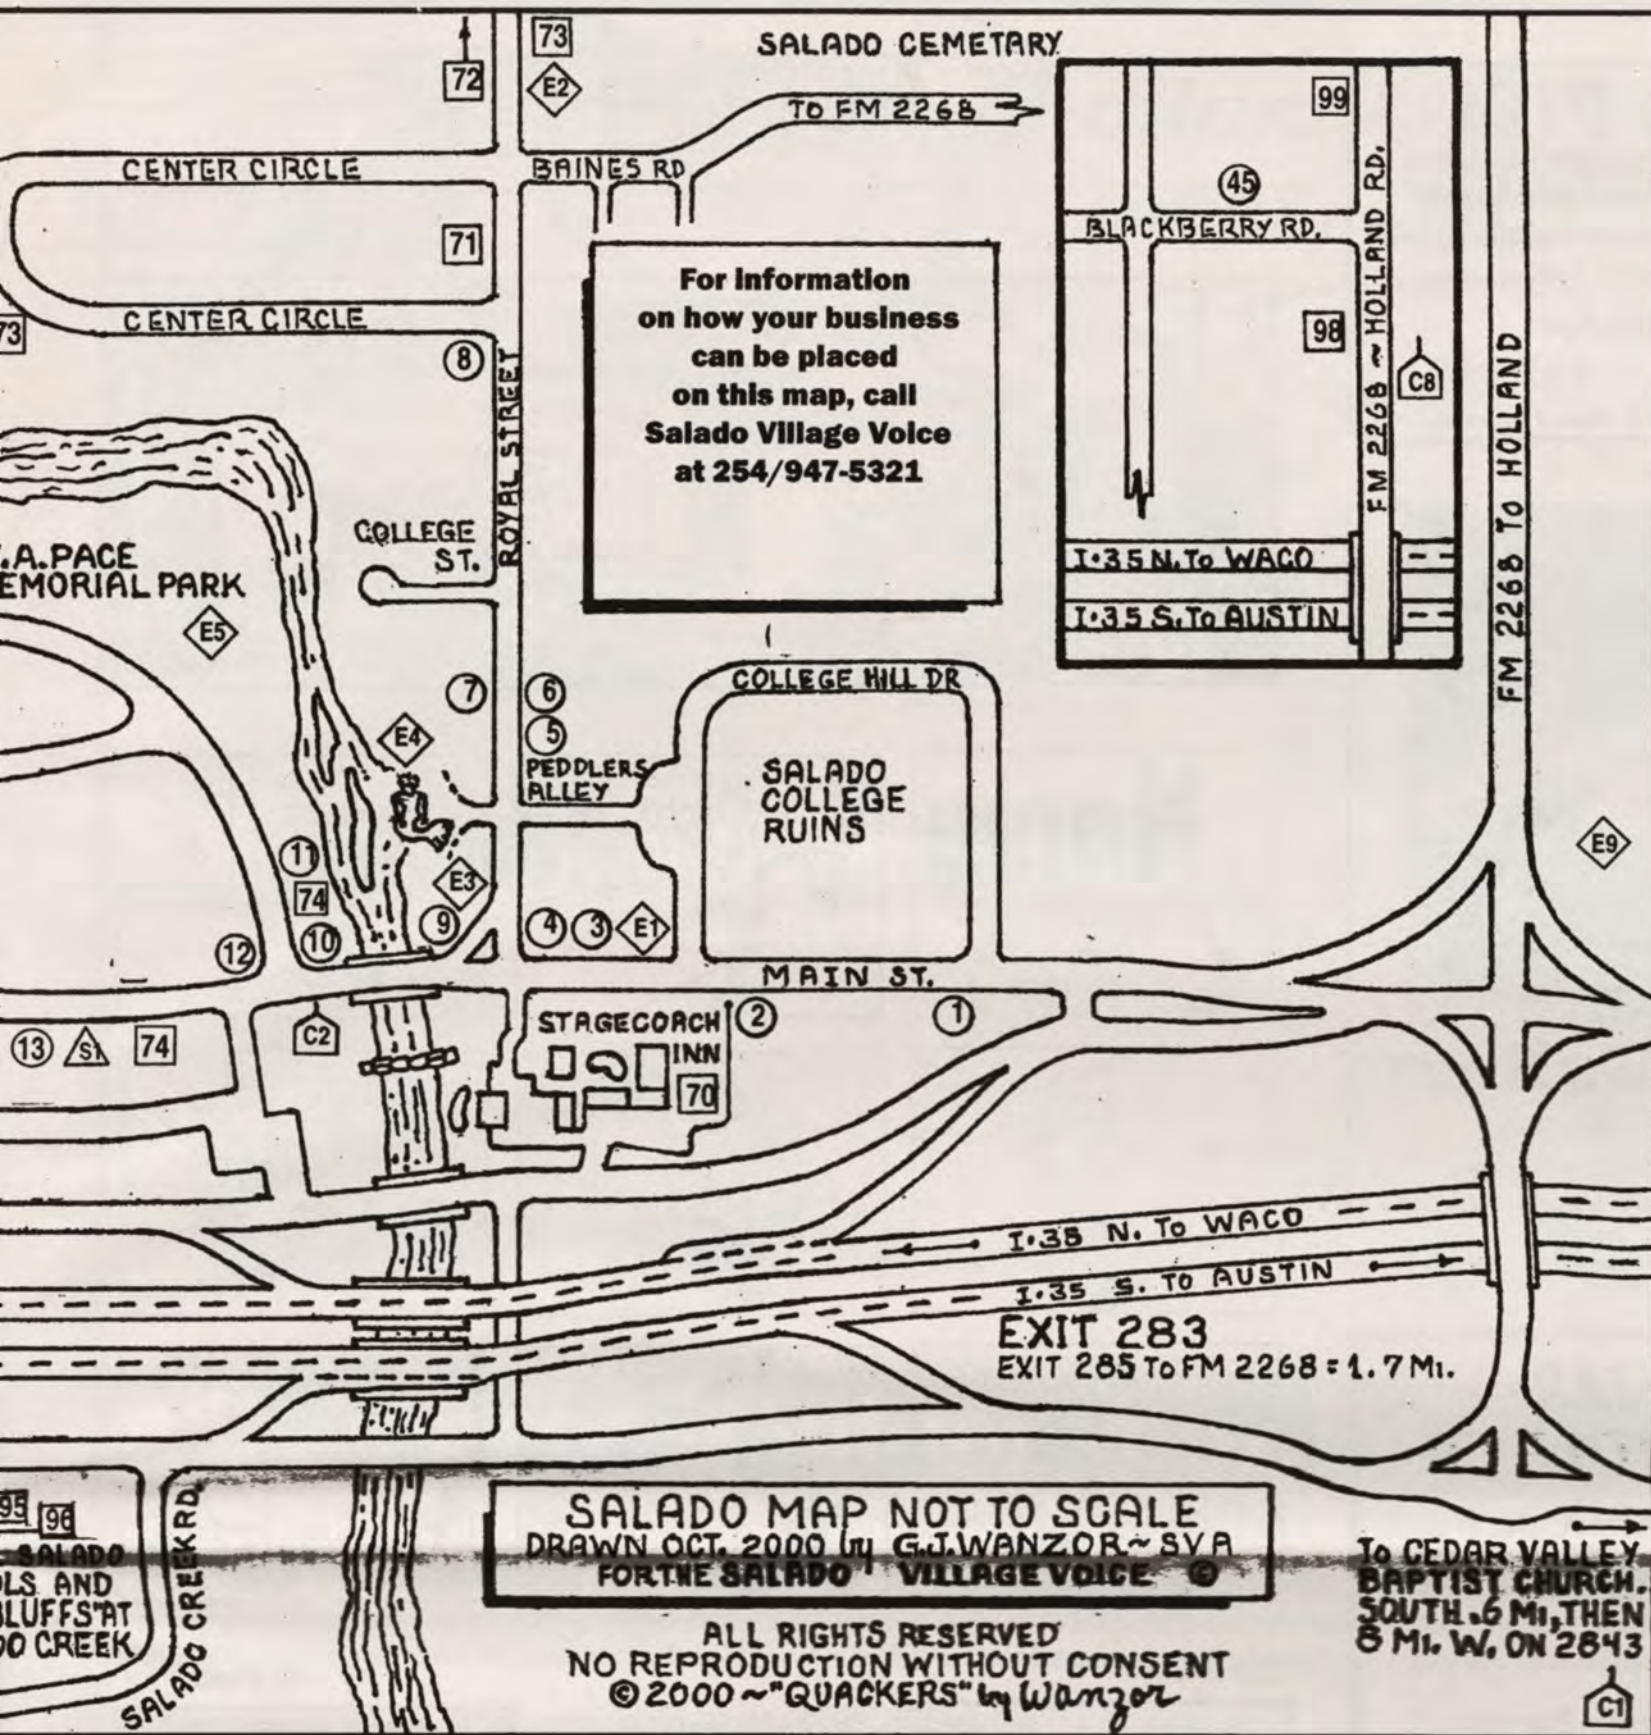 72
73
E2
SALADO CEMETARY
TO FM 2268
CENTER CIRCLE
BAINES RD
71
CENTER CIRCLE
73
8
ROYAL STREET
For Information
on how your business
can be placed
on this map, call
Salado Village Voice
at 254/947-5321
99
45
BLACKBERRY RD.
98
FM 2268 ~ HOLLAND RD.
C8
I·35 N. TO WACO
I·35 S. TO AUSTIN
FM 2268 TO HOLLAND
COLLEGE
ST.
.A. PACE
EMORIAL PARK
E5
7
6
5
E4
PEDDLERS
ALLEY
COLLEGE HILL DR
SALADO
COLLEGE
RUINS
E9
11
74
10
12
E3
9
4
3
E1
MAIN ST.
13
S1
74
C2
STAGECOACH
INN
70
2
1
I·35 N. TO WACO
I·35 S. TO AUSTIN
EXIT 283
EXIT 285 TO FM 2268 = 1.7 MI.
95
96
SALADO
OLS AND
BLUFFS" AT
DO CREEK
SALADO CREEK RD.
SALADO MAP NOT TO SCALE
DRAWN OCT. 2000 by G.J. WANZOR ~ SVA
FOR THE SALADO VILLAGE VOICE ©
ALL RIGHTS RESERVED
NO REPRODUCTION WITHOUT CONSENT
© 2000 ~ "QUACKERS" by Wanzor
TO CEDAR VALLEY
BAPTIST CHURCH.
SOUTH .6 MI, THEN
8 MI. W. ON 2843
C1